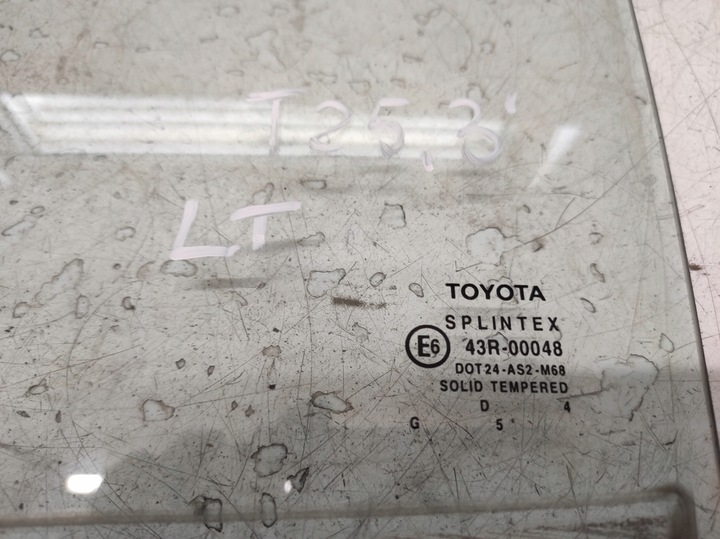 T25,3'
LT
TOYOTA
SPLINTEX
E6 43R-00048
DOT24-AS2-M68
SOLID TEMPERED
D 4
G 5